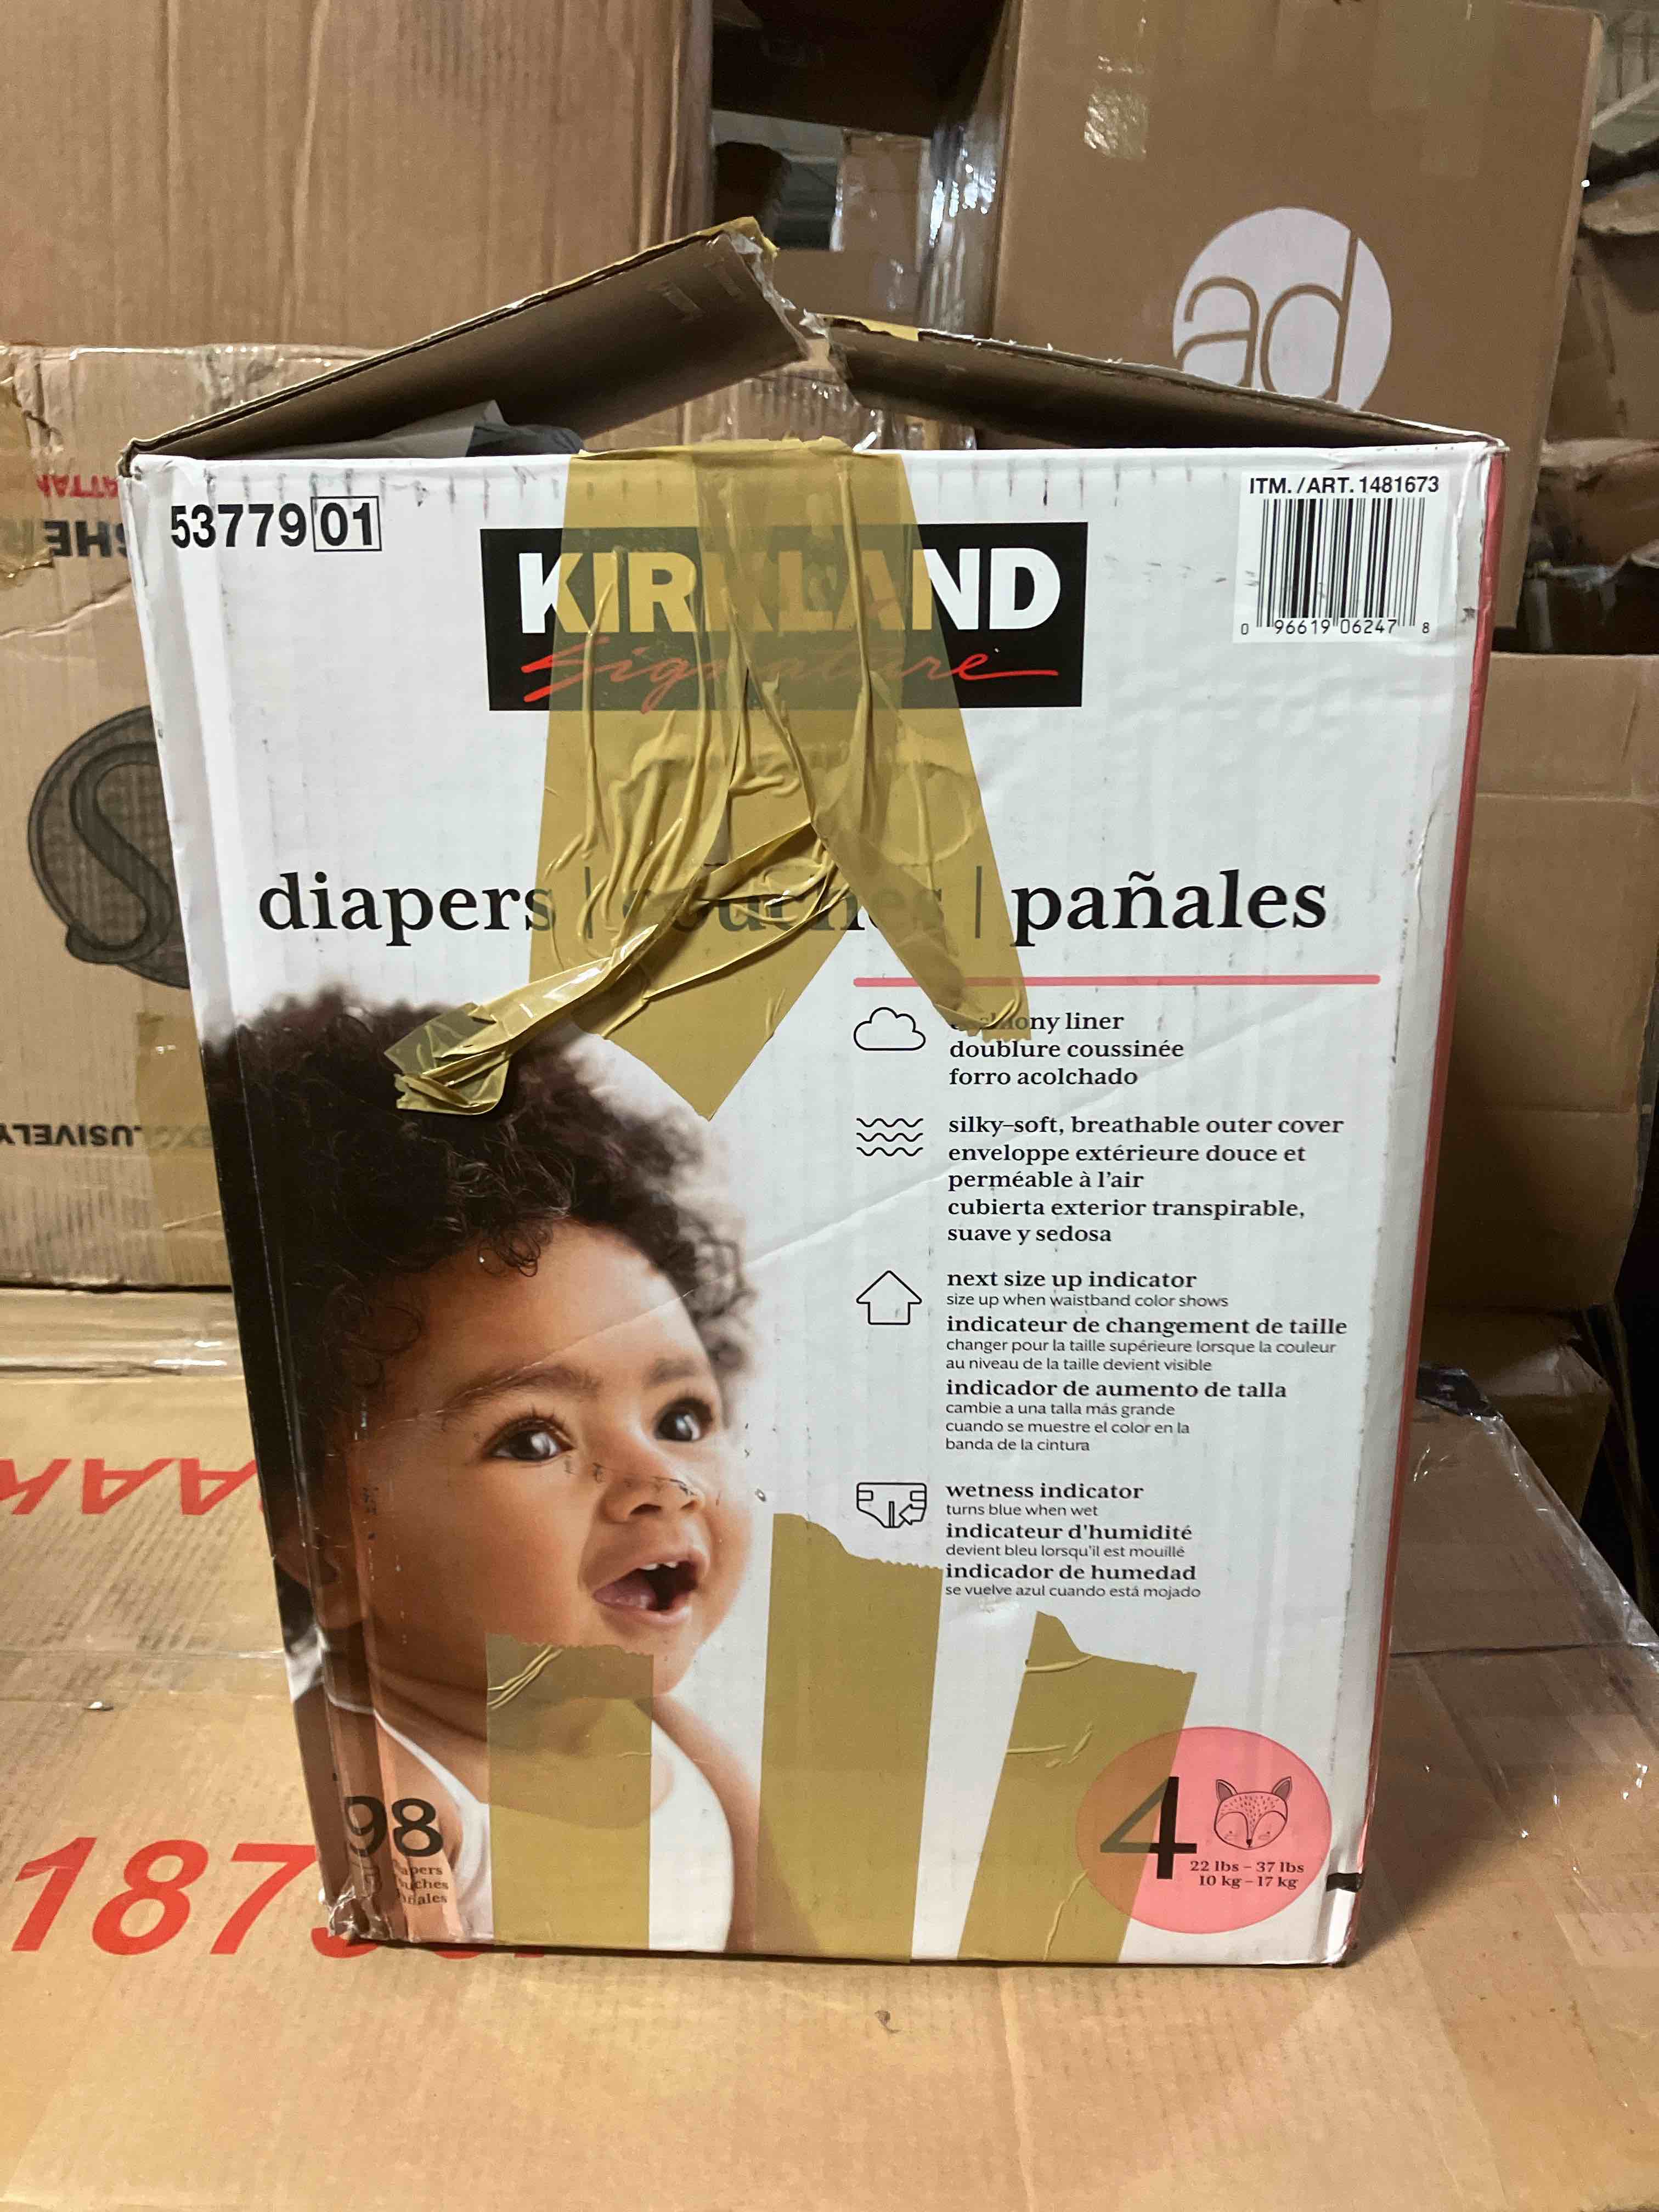 53779 01
ITM. / ART. 1481673
0 96619 06247 8
KIRKLAND
Signature
diapers | couches | pañales
liner
doublure coussinée
forro acolchado
silky-soft, breathable outer cover
enveloppe extérieure douce et
perméable à l'air
cubierta exterior transpirable,
suave y sedosa
next size up indicator
size up when waistband color shows
indicateur de changement de taille
changer pour la taille supérieure lorsque la couleur
au niveau de la taille devient visible
indicador de aumento de talla
cambie a una talla más grande
cuando se muestre el color en la
banda de la cintura
wetness indicator
turns blue when wet
indicateur d'humidité
devient bleu lorsqu'il est mouillé
indicador de humedad
se vuelve azul cuando está mojado
4
22 lbs – 37 lbs
10 kg – 17 kg
ad